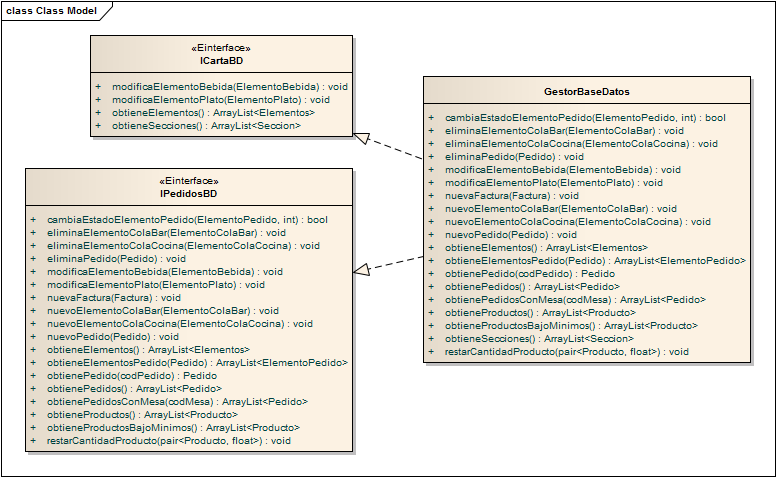 class Class Model
«Einterface»
ICartaBD
+ modificaElementoBebida(ElementoBebida) : void
+ modificaElementoPlato(ElementoPlato) : void
+ obtieneElementos() : ArrayList<Elementos>
+ obtieneSecciones() : ArrayList<Seccion>
«Einterface»
IPedidosBD
+ cambiaEstadoElementoPedido(ElementoPedido, int) : bool
+ eliminaElementoColaBar(ElementoColaBar) : void
+ eliminaElementoColaCocina(ElementoColaCocina) : void
+ eliminaPedido(Pedido) : void
+ modificaElementoBebida(ElementoBebida) : void
+ modificaElementoPlato(ElementoPlato) : void
+ nuevaFactura(Factura) : void
+ nuevoElementoColaBar(ElementoColaBar) : void
+ nuevoElementoColaCocina(ElementoColaCocina) : void
+ nuevoPedido(Pedido) : void
+ obtieneElementos() : ArrayList<Elementos>
+ obtieneElementosPedido(Pedido) : ArrayList<ElementoPedido>
+ obtienePedido(codPedido) : Pedido
+ obtienePedidos() : ArrayList<Pedido>
+ obtienePedidosConMesa(codMesa) : ArrayList<Pedido>
+ obtieneProductos() : ArrayList<Producto>
+ obtieneProductosBajoMinimos() : ArrayList<Producto>
+ restarCantidadProducto(pair<Producto, float>) : void
GestorBaseDatos
+ cambiaEstadoElementoPedido(ElementoPedido, int) : bool
+ eliminaElementoColaBar(ElementoColaBar) : void
+ eliminaElementoColaCocina(ElementoColaCocina) : void
+ eliminaPedido(Pedido) : void
+ modificaElementoBebida(ElementoBebida) : void
+ modificaElementoPlato(ElementoPlato) : void
+ nuevaFactura(Factura) : void
+ nuevoElementoColaBar(ElementoColaBar) : void
+ nuevoElementoColaCocina(ElementoColaCocina) : void
+ nuevoPedido(Pedido) : void
+ obtieneElementos() : ArrayList<Elementos>
+ obtieneElementosPedido(Pedido) : ArrayList<ElementoPedido>
+ obtienePedido(codPedido) : Pedido
+ obtienePedidos() : ArrayList<Pedido>
+ obtienePedidosConMesa(codMesa) : ArrayList<Pedido>
+ obtieneProductos() : ArrayList<Producto>
+ obtieneProductosBajoMinimos() : ArrayList<Producto>
+ obtieneSecciones() : ArrayList<Seccion>
+ restarCantidadProducto(pair<Producto, float>) : void